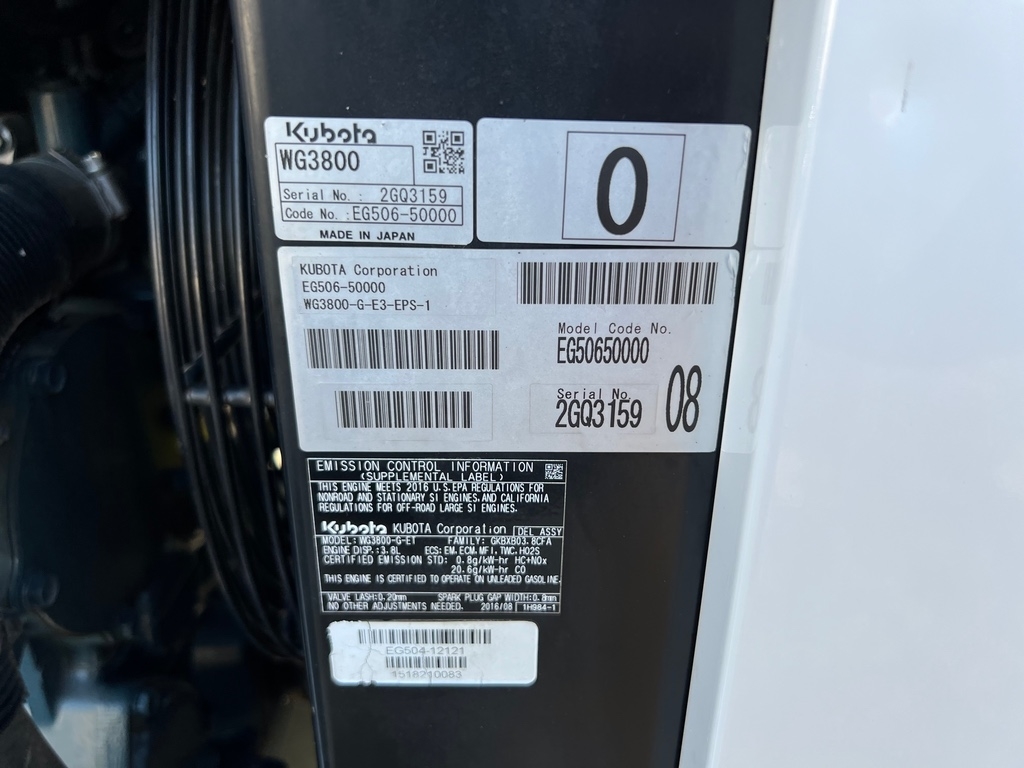 Kubota
WG3800
Serial No. : 2GQ3159
Code No. : EG506-50000
MADE IN JAPAN
0
KUBOTA Corporation
EG506-50000
WG3800-G-E3-EPS-1
Model Code No.
EG50650000
Serial No.
2GQ3159
08
EMISSION CONTROL INFORMATION
(SUPPLEMENTAL LABEL)
THIS ENGINE MEETS 2016 U.S.EPA REGULATIONS FOR
NONROAD AND STATIONARY SI ENGINES,AND CALIFORNIA
REGULATIONS FOR OFF-ROAD LARGE SI ENGINES.
Kubota KUBOTA Corporation DEL ASSY
MODEL: WG3800-G-E1 FAMILY: GKBXB03.8CFA
ENGINE DISP.:3.8L ECS:EM,ECM,MFI,TWC,HO2S
CERTIFIED EMISSION STD: 0.8g/kW-hr HC+NOx
20.6g/kW-hr CO
THIS ENGINE IS CERTIFIED TO OPERATE ON UNLEADED GASOLINE.
VALVE LASH:0.20mm SPARK PLUG GAP WIDTH:0.8mm
NO OTHER ADJUSTMENTS NEEDED. 2016/08 1H984-1
EG504-12121
1518210083